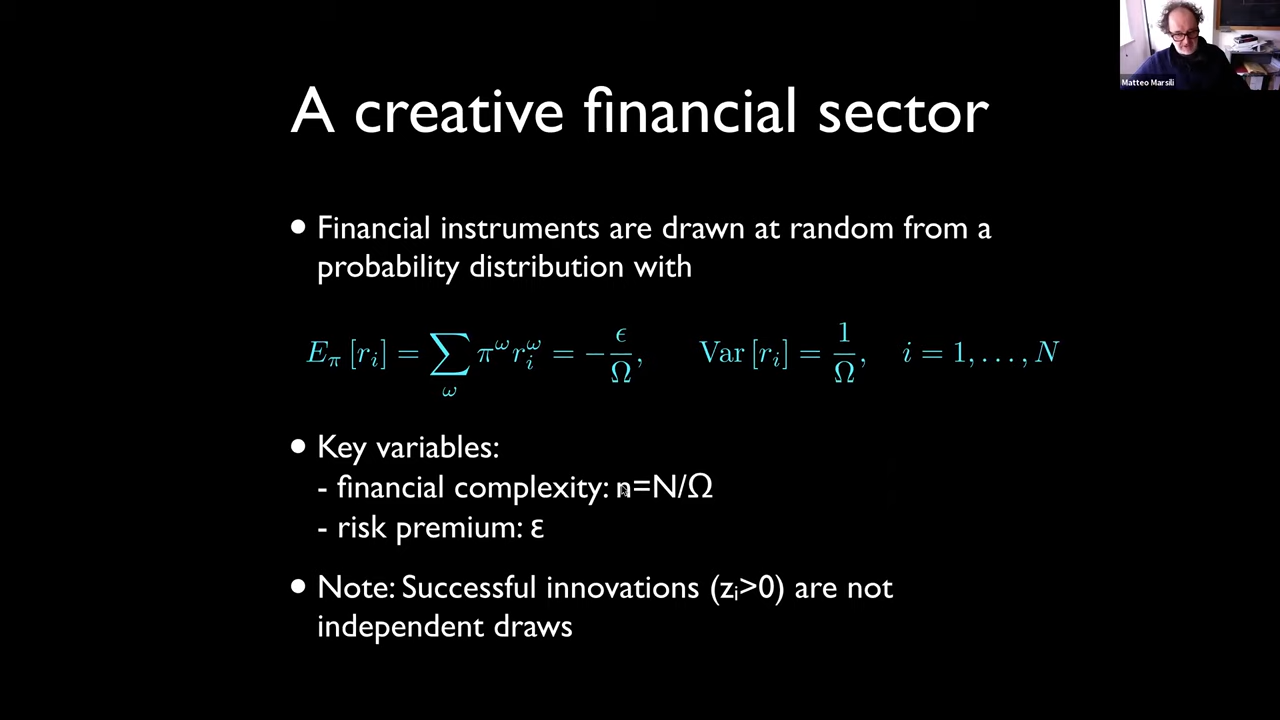 Matteo Marsili
A creative financial sector
• Financial instruments are drawn at random from a
probability distribution with
E_π [r_i] = ∑_ω π^ω r_i^ω = −ϵ/Ω,   Var [r_i] = 1/Ω,   i = 1, . . . , N
• Key variables:
- financial complexity: n=N/Ω
- risk premium: ε
• Note: Successful innovations (zᵢ>0) are not
independent draws